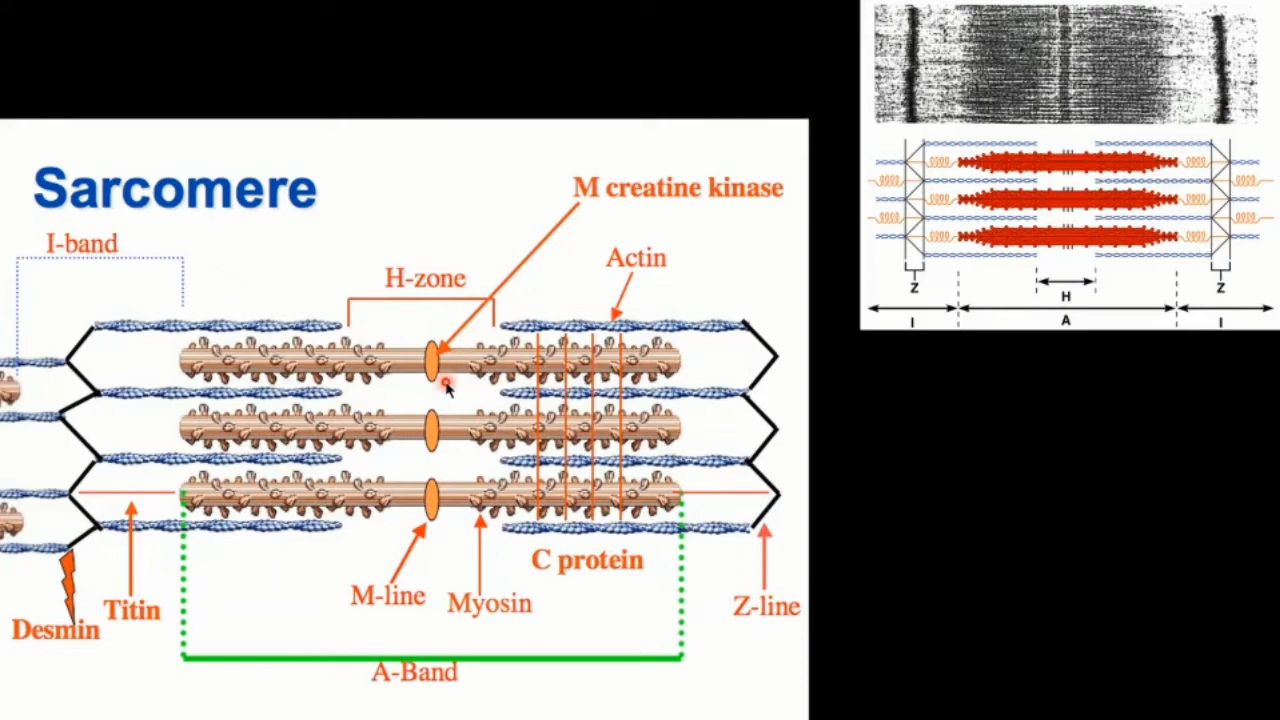 Sarcomere
M creatine kinase
I-band
H-zone
Actin
C protein
M-line
Myosin
Z-line
Titin
Desmin
A-Band
Z
Z
H
I
A
I